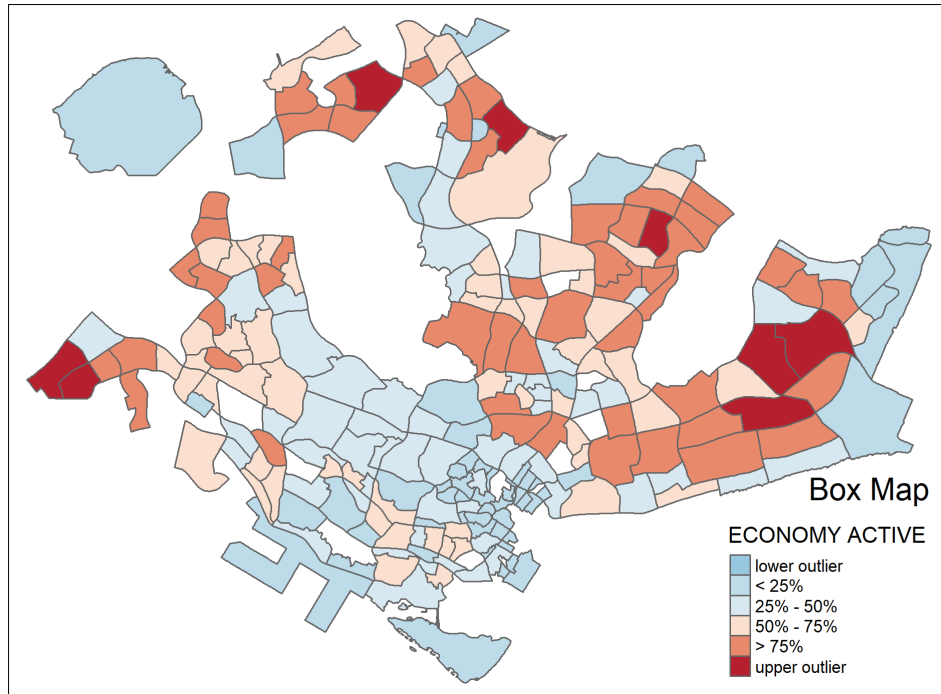 Box Map
ECONOMY ACTIVE
lower outlier
< 25%
25% - 50%
50% - 75%
> 75%
upper outlier